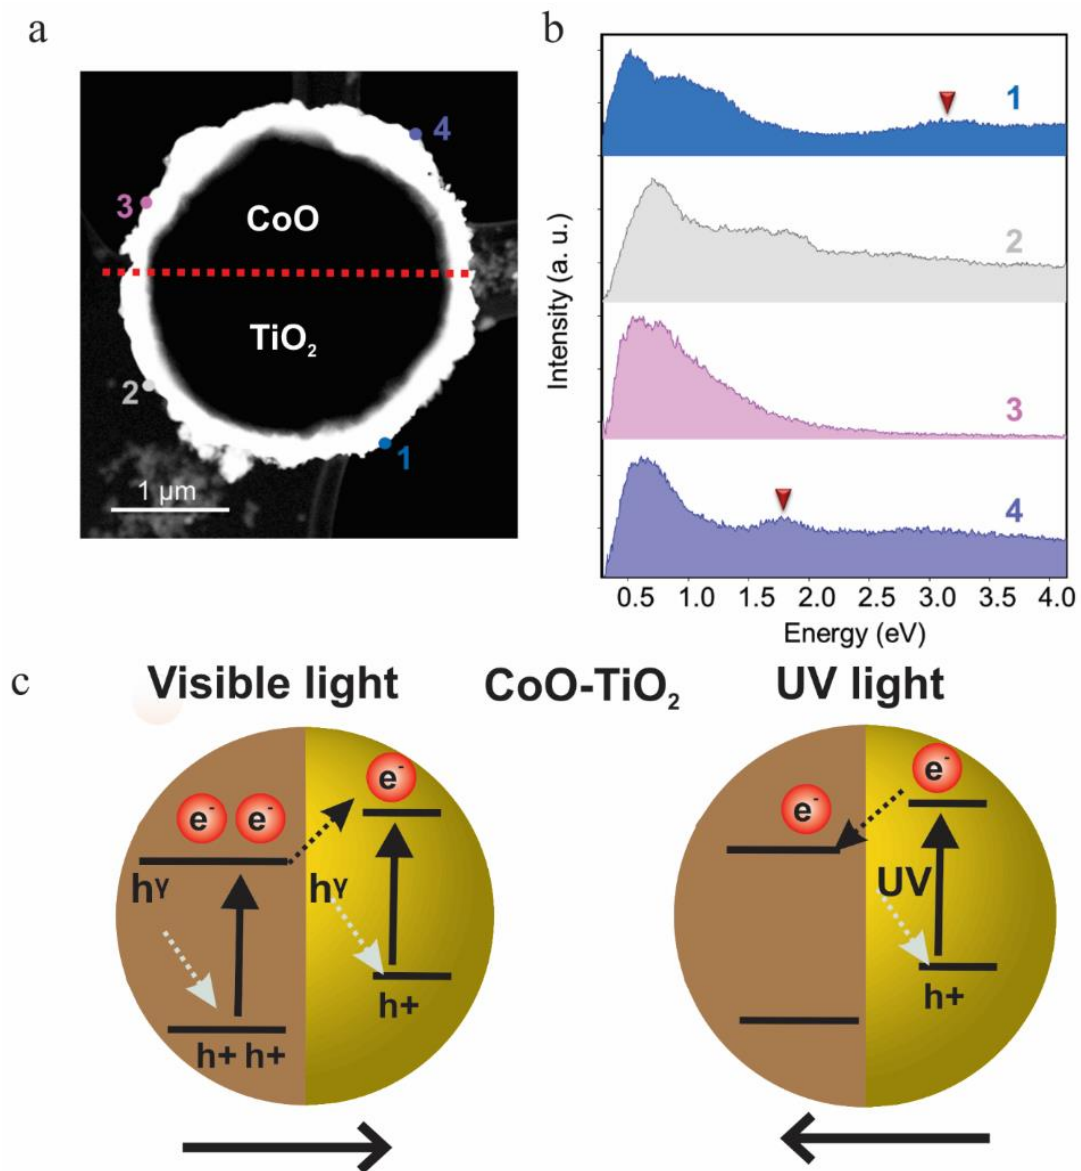 a
4
3
CoO
TiO₂
2
1
1 μm
b
1
2
3
4
Intensity (a. u.)
0.5 1.0 1.5 2.0 2.5 3.0 3.5 4.0
Energy (eV)
c
Visible light CoO-TiO₂ UV light
e⁻ e⁻ e⁻
hγ hγ
h+ h+ h+
e⁻ e⁻
UV
h+